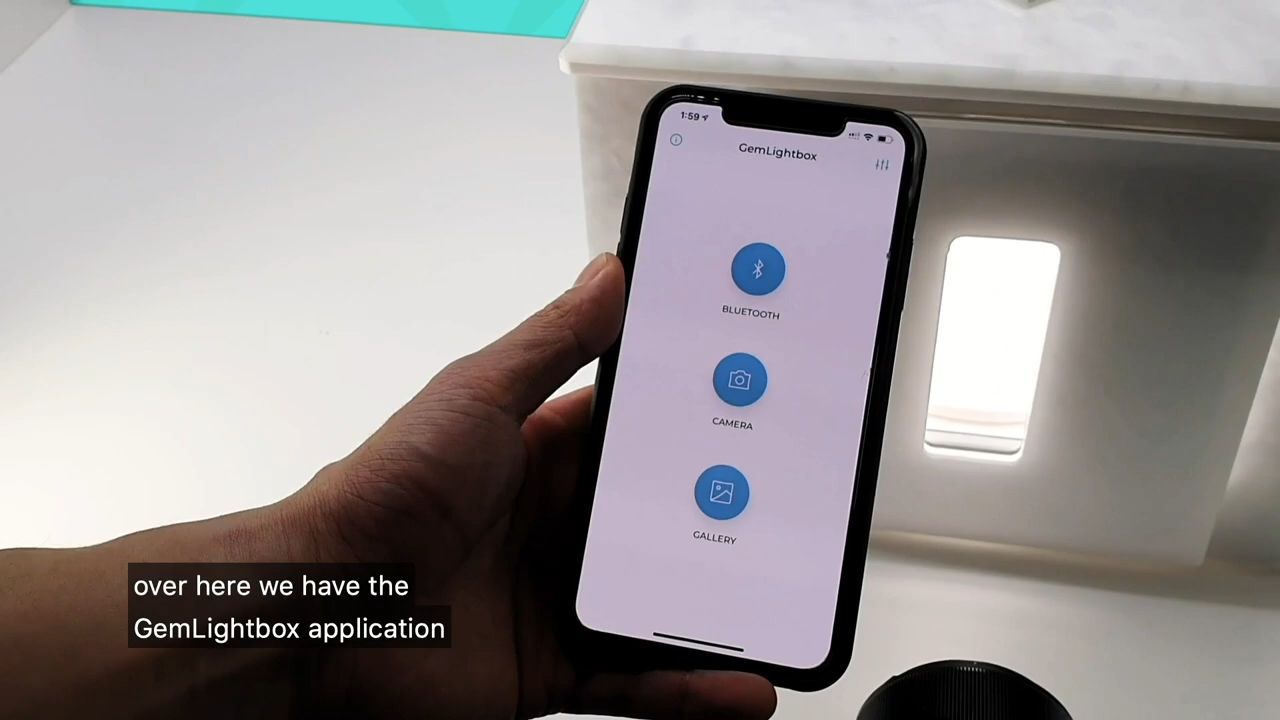 1:59
GemLightbox
BLUETOOTH
CAMERA
GALLERY
over here we have the
GemLightbox application